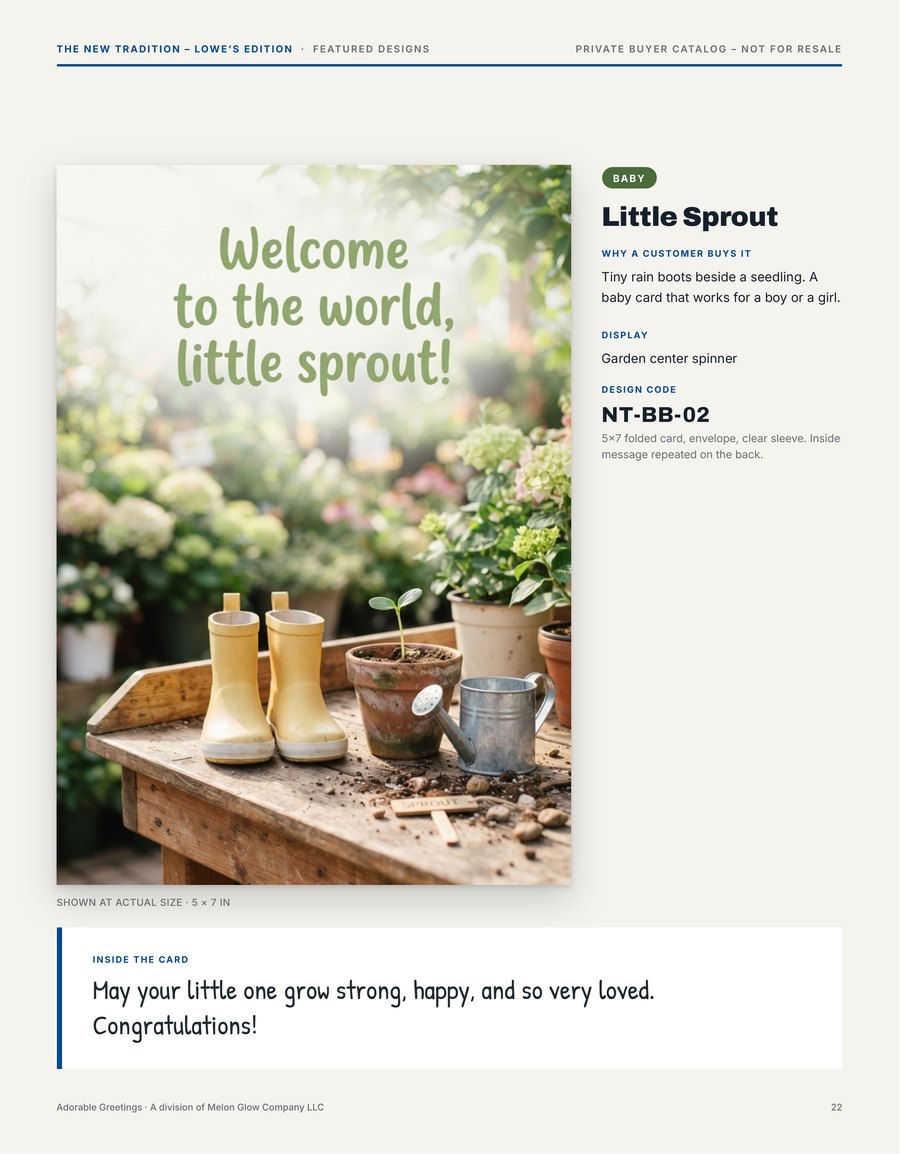 THE NEW TRADITION – LOWE'S EDITION · FEATURED DESIGNS
PRIVATE BUYER CATALOG – NOT FOR RESALE
Welcome
to the world,
little sprout!
SPROUT
BABY
Little Sprout
WHY A CUSTOMER BUYS IT
Tiny rain boots beside a seedling. A
baby card that works for a boy or a girl.
DISPLAY
Garden center spinner
DESIGN CODE
NT-BB-02
5×7 folded card, envelope, clear sleeve. Inside
message repeated on the back.
SHOWN AT ACTUAL SIZE · 5 × 7 IN
INSIDE THE CARD
May your little one grow strong, happy, and so very loved.
Congratulations!
Adorable Greetings · A division of Melon Glow Company LLC
22